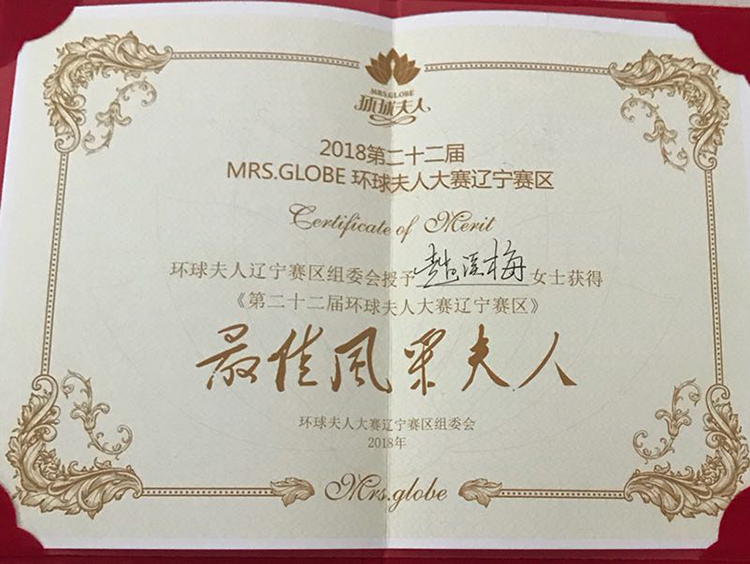 MRS.GLOBE
环球夫人
2018第二十二届
MRS.GLOBE 环球夫人大赛辽宁赛区
Certificate of Merit
环球夫人辽宁赛区组委会授予赵溪梅女士获得
《第二十二届环球夫人大赛辽宁赛区》
最佳风采夫人
环球夫人大赛辽宁赛区组委会
2018年
Mrs.globe